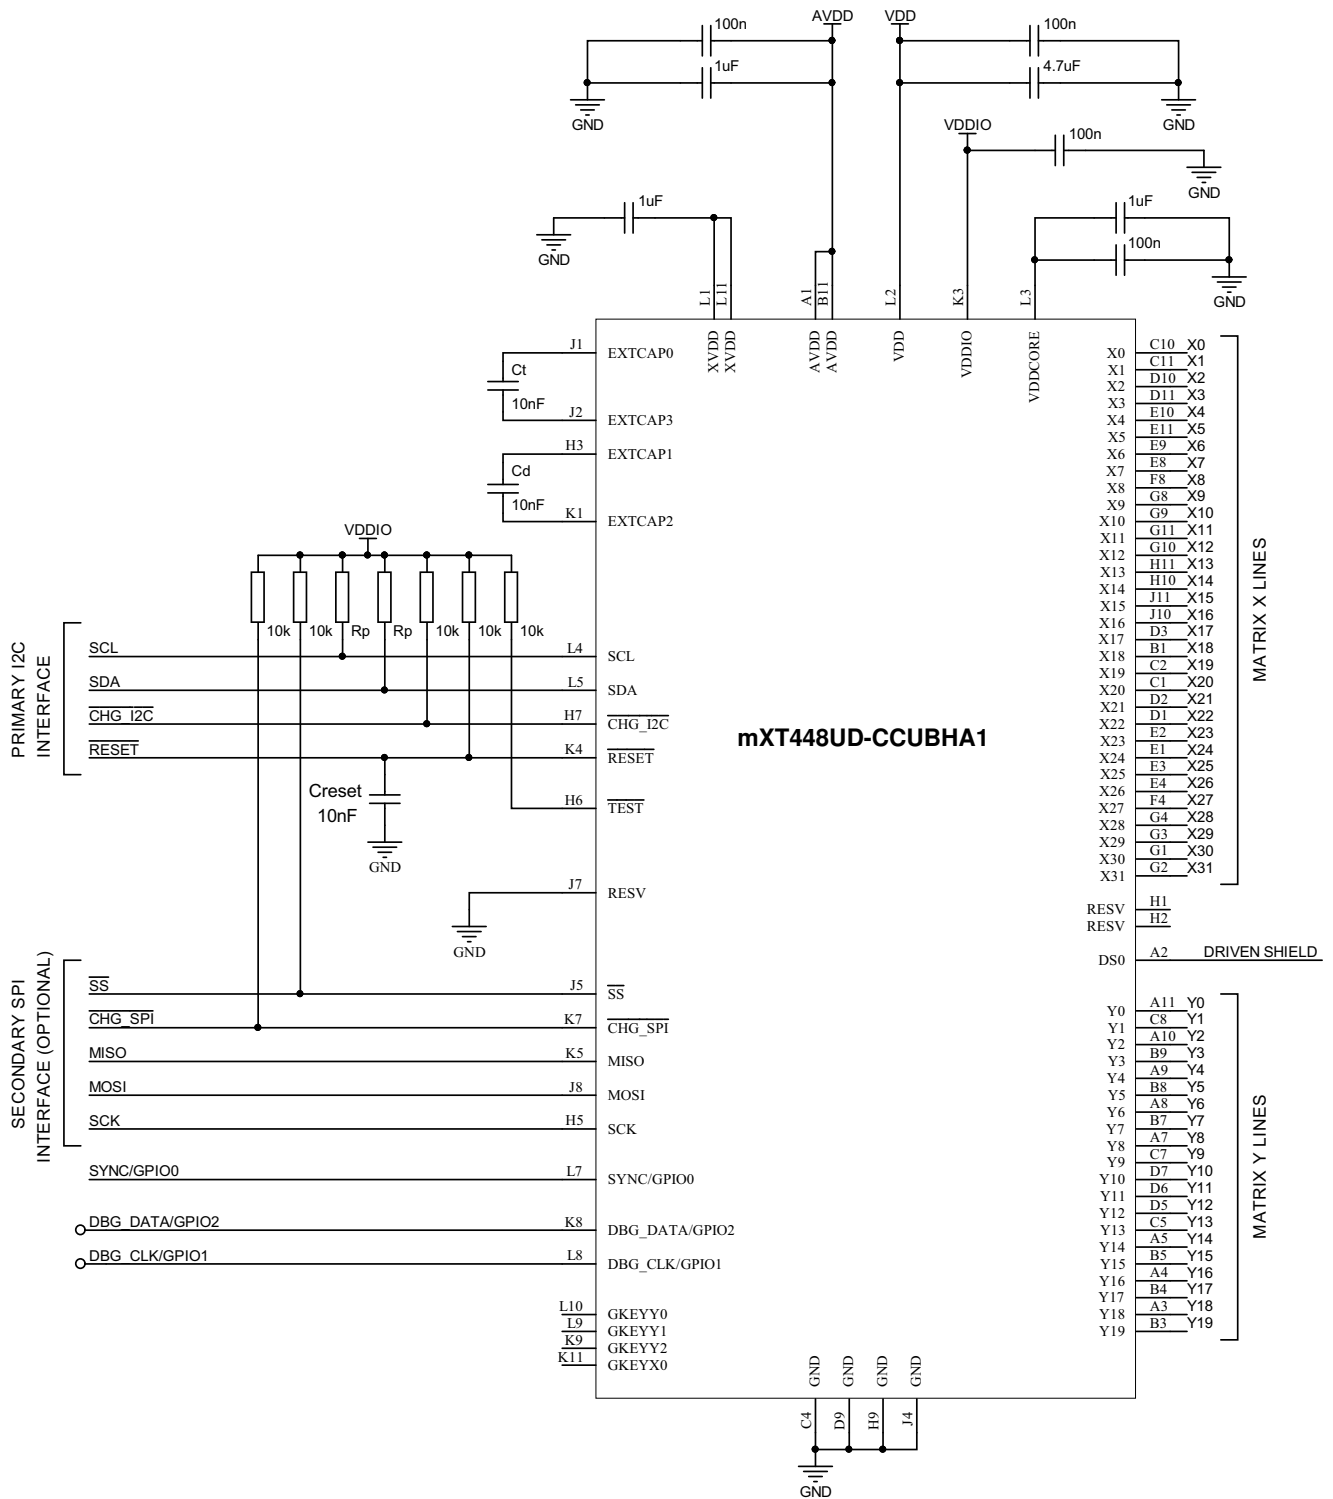 AVDD
VDD
100n
100n
1uF
4.7uF
GND
GND
VDDIO
100n
GND
1uF
GND
1uF
100n
GND
L1
L11
A1
B11
L2
K3
L3
XVDD
XVDD
AVDD
AVDD
VDD
VDDIO
VDDCORE
J1 EXTCAP0
Ct
10nF
J2 EXTCAP3
H3 EXTCAP1
Cd
10nF
K1 EXTCAP2
VDDIO
10k 10k Rp Rp 10k 10k 10k
PRIMARY I2C
INTERFACE
SCL L4 SCL
SDA L5 SDA
CHG_I2C H7 CHG_I2C
RESET K4 RESET
Creset
10nF
GND
H6 TEST
J7 RESV
GND
SECONDARY SPI
INTERFACE (OPTIONAL)
SS J5 SS
CHG_SPI K7 CHG_SPI
MISO K5 MISO
MOSI J8 MOSI
SCK H5 SCK
SYNC/GPIO0 L7 SYNC/GPIO0
DBG_DATA/GPIO2 K8 DBG_DATA/GPIO2
DBG_CLK/GPIO1 L8 DBG_CLK/GPIO1
L10 GKEYY0
L9 GKEYY1
K9 GKEYY2
K11 GKEYX0
mXT448UD-CCUBHA1
X0 C10 X0
X1 C11 X1
X2 D10 X2
X3 D11 X3
X4 E10 X4
X5 E11 X5
X6 E9 X6
X7 E8 X7
X8 F8 X8
X9 G8 X9
X10 G9 X10
X11 G11 X11
X12 G10 X12
X13 H11 X13
X14 H10 X14
X15 J11 X15
X16 J10 X16
X17 D3 X17
X18 B1 X18
X19 C2 X19
X20 C1 X20
X21 D2 X21
X22 D1 X22
X23 E2 X23
X24 E1 X24
X25 E3 X25
X26 E4 X26
X27 F4 X27
X28 G4 X28
X29 G3 X29
X30 G1 X30
X31 G2 X31
MATRIX X LINES
RESV H1
RESV H2
DS0 A2 DRIVEN SHIELD
Y0 A11 Y0
Y1 C8 Y1
Y2 A10 Y2
Y3 B9 Y3
Y4 A9 Y4
Y5 B8 Y5
Y6 A8 Y6
Y7 B7 Y7
Y8 A7 Y8
Y9 C7 Y9
Y10 D7 Y10
Y11 D6 Y11
Y12 D5 Y12
Y13 C5 Y13
Y14 A5 Y14
Y15 B5 Y15
Y16 A4 Y16
Y17 B4 Y17
Y18 A3 Y18
Y19 B3 Y19
MATRIX Y LINES
GND
GND
GND
GND
C4
D9
H9
J4
GND